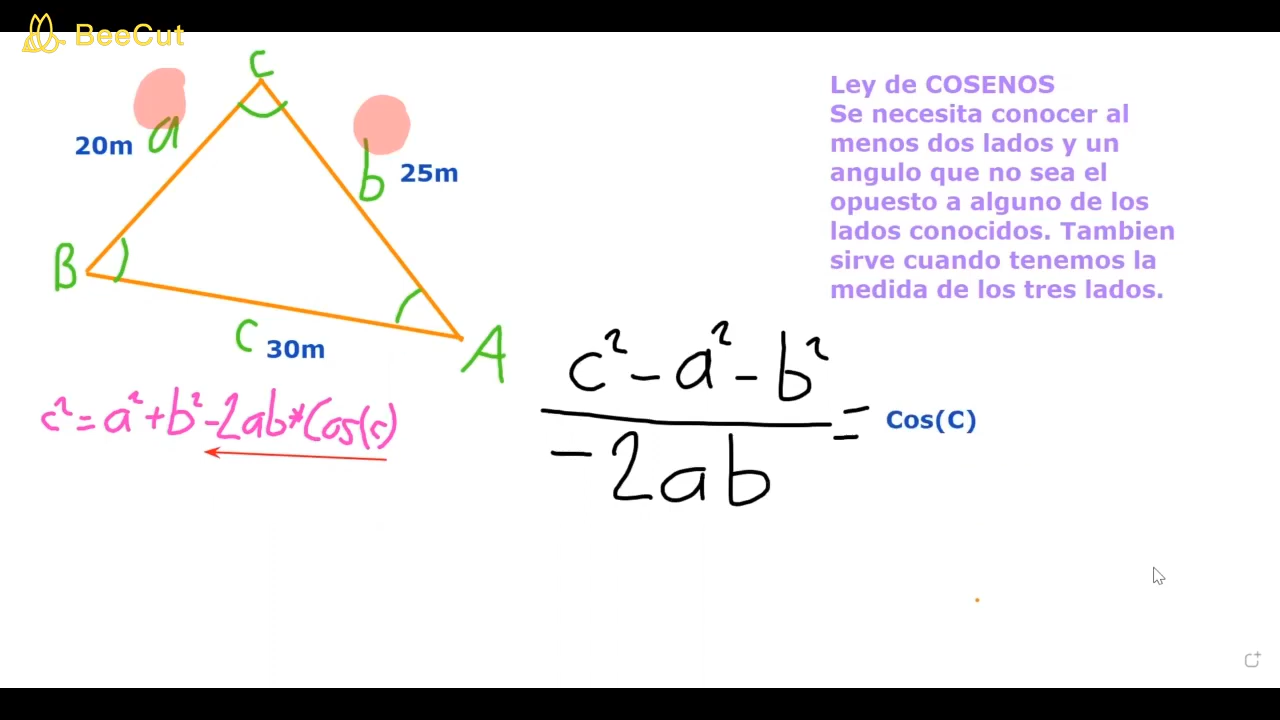 BeeCut
C
a
20m
b
25m
B
c
30m
A
Ley de COSENOS
Se necesita conocer al
menos dos lados y un
angulo que no sea el
opuesto a alguno de los
lados conocidos. Tambien
sirve cuando tenemos la
medida de los tres lados.
c² = a² + b² - 2ab * Cos(c)
c² - a² - b²
- 2ab
= Cos(C)